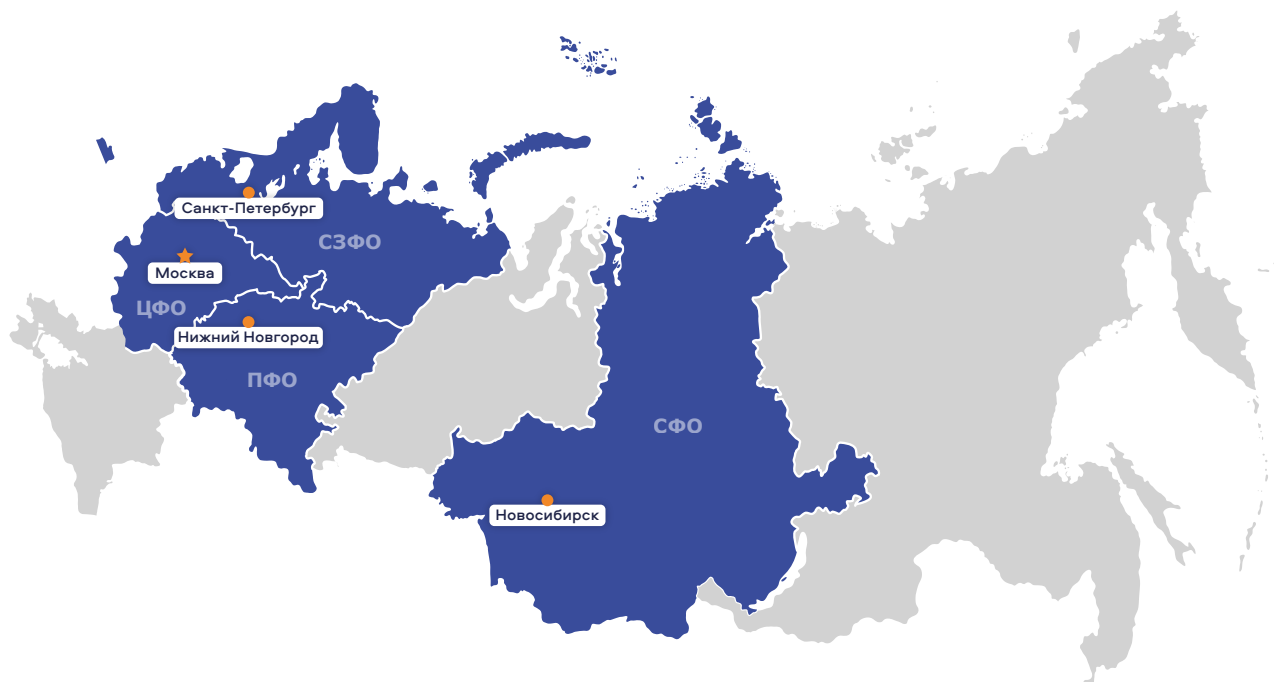 Санкт-Петербург
СЗФО
Москва
ЦФО
Нижний Новгород
ПФО
СФО
Новосибирск